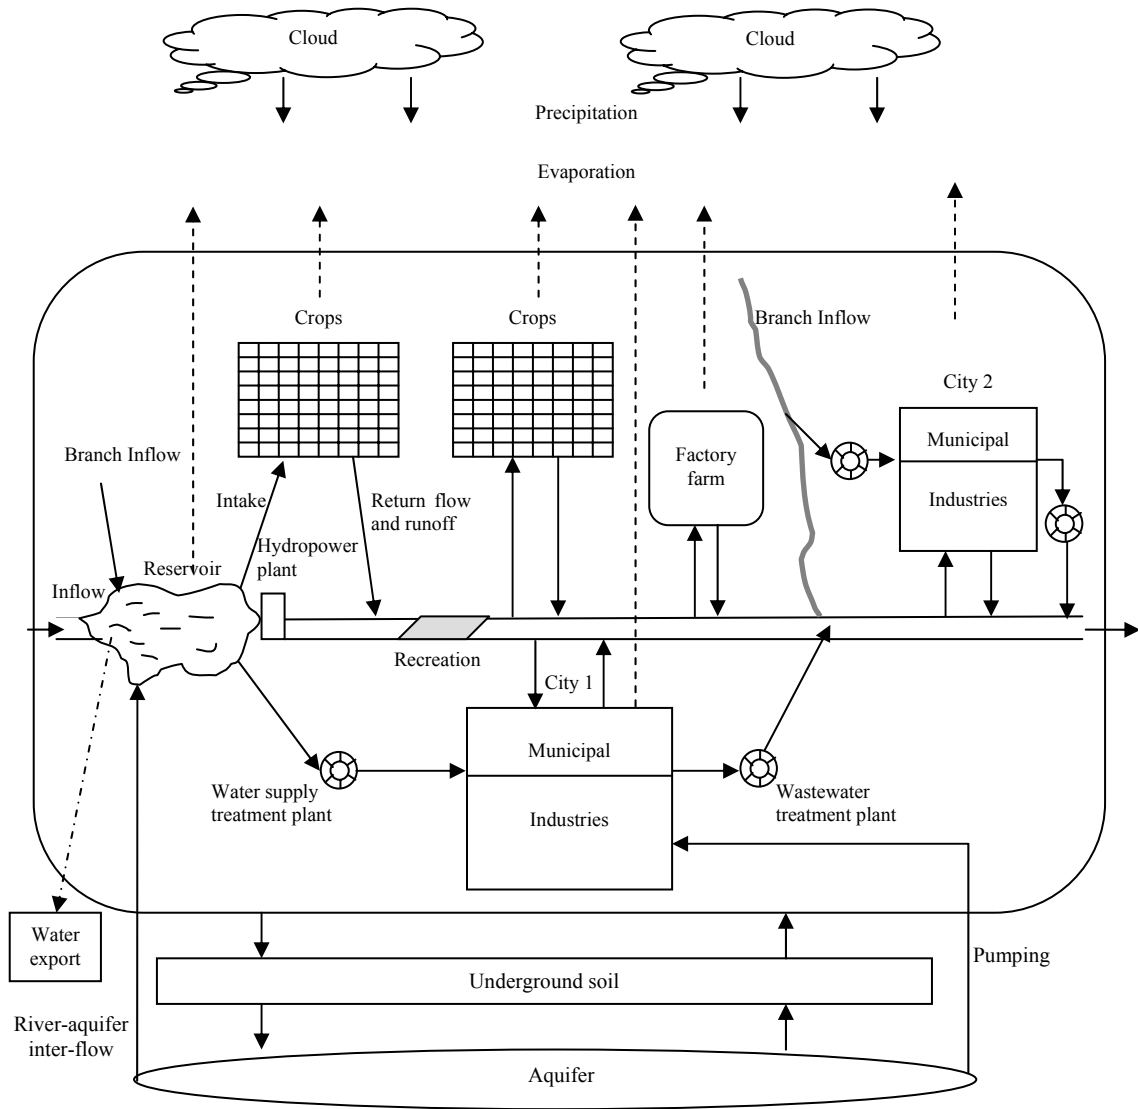 Cloud
Cloud
Precipitation
Evaporation
Crops
Crops
Branch Inflow
City 2
Municipal
Industries
Factory
farm
Branch Inflow
Intake
Return flow
and runoff
Hydropower
plant
Reservoir
Inflow
Recreation
City 1
Municipal
Industries
Water supply
treatment plant
Wastewater
treatment plant
Water
export
Pumping
Underground soil
River-aquifer
inter-flow
Aquifer